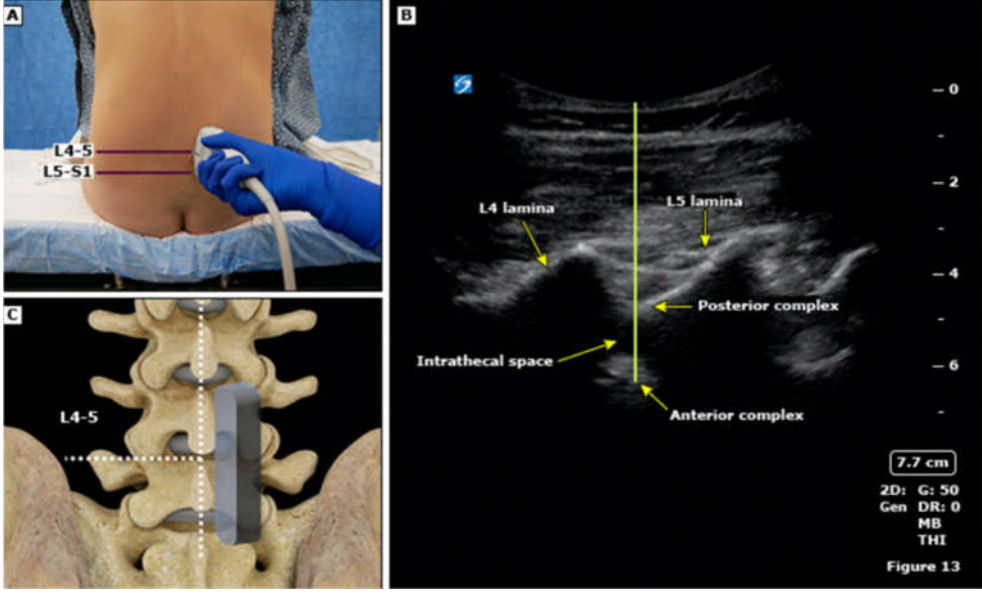 A
L4-5
L5-S1
B
0
2
L4 lamina
L5 lamina
4
Posterior complex
Intrathecal space
6
Anterior complex
7.7 cm
2D: G: 50
Gen DR: 0
MB
THI
Figure 13
C
L4-5